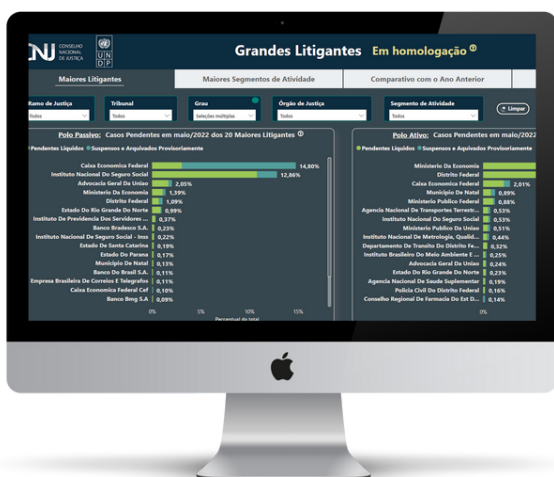 CNJ
CONSELHO
NACIONAL
DE JUSTIÇA
U N
D P
Grandes Litigantes Em homologação
Maiores Litigantes
Maiores Segmentos de Atividade
Comparativo com o Ano Anterior
Ramo de Justiça
Todos
Tribunal
Todos
Grau
Seleções múltiplas
Órgão de Justiça
Todos
Segmento de Atividade
Todos
Limpar
Polo Passivo: Casos Pendentes em maio/2022 dos 20 Maiores Litigantes
Pendentes Líquidos Suspensos e Arquivados Provisoriamente
Caixa Economica Federal 14,80%
Instituto Nacional Do Seguro Social 12,86%
Advocacia Geral Da Uniao 2,05%
Ministerio Da Economia 1,39%
Distrito Federal 1,09%
Estado Do Rio Grande Do Norte 0,99%
Instituto De Previdencia Dos Servidores ... 0,37%
Banco Bradesco S.A. 0,23%
Instituto Nacional De Seguro Social - Inss 0,22%
Estado De Santa Catarina 0,19%
Estado Do Parana 0,17%
Município De Natal 0,13%
Banco Do Brasil S.A. 0,11%
Empresa Brasileira De Correios E Telegrafos 0,11%
Caixa Economica Federal Cef 0,10%
Banco Bmg S.A 0,09%
0% 5% 10% 15%
Percentual do total
Polo Ativo: Casos Pendentes em maio/2022
Pendentes Líquidos Suspensos e Arquivados Provisoriamente
Ministerio Da Economia
Distrito Federal
Caixa Economica Federal 2,01%
Município De Natal 0,89%
Ministerio Publico Federal 0,88%
Agencia Nacional De Transportes Terrestr... 0,53%
Instituto Nacional Do Seguro Social 0,53%
Ministerio Publico Da Uniao 0,51%
Instituto Nacional De Metrologia, Qualid... 0,44%
Departamento De Transito Do Distrito Fe... 0,32%
Instituto Brasileiro Do Meio Ambiente E ... 0,25%
Advocacia Geral Da Uniao 0,24%
Estado Do Rio Grande Do Norte 0,23%
Agencia Nacional De Saude Suplementar 0,19%
Policia Civil Do Distrito Federal 0,16%
Conselho Regional De Farmacia Do Est D... 0,14%
0%